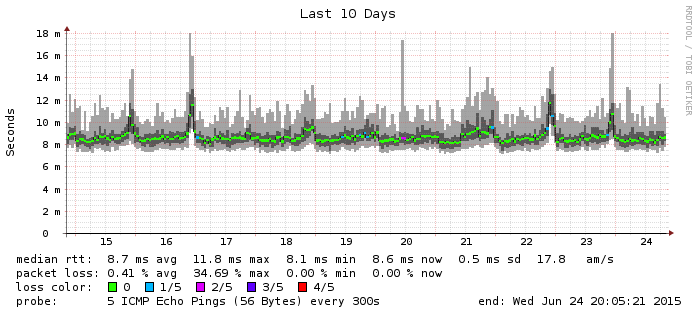 Last 10 Days
RRDTOOL / TOBI OETIKER
Seconds
18 m
16 m
14 m
12 m
10 m
8 m
6 m
4 m
2 m
0
15 16 17 18 19 20 21 22 23 24
median rtt: 8.7 ms avg 11.8 ms max 8.1 ms min 8.6 ms now 0.5 ms sd 17.8 am/s
packet loss: 0.41 % avg 34.69 % max 0.00 % min 0.00 % now
loss color: 0 1/5 2/5 3/5 4/5
probe: 5 ICMP Echo Pings (56 Bytes) every 300s end: Wed Jun 24 20:05:21 2015